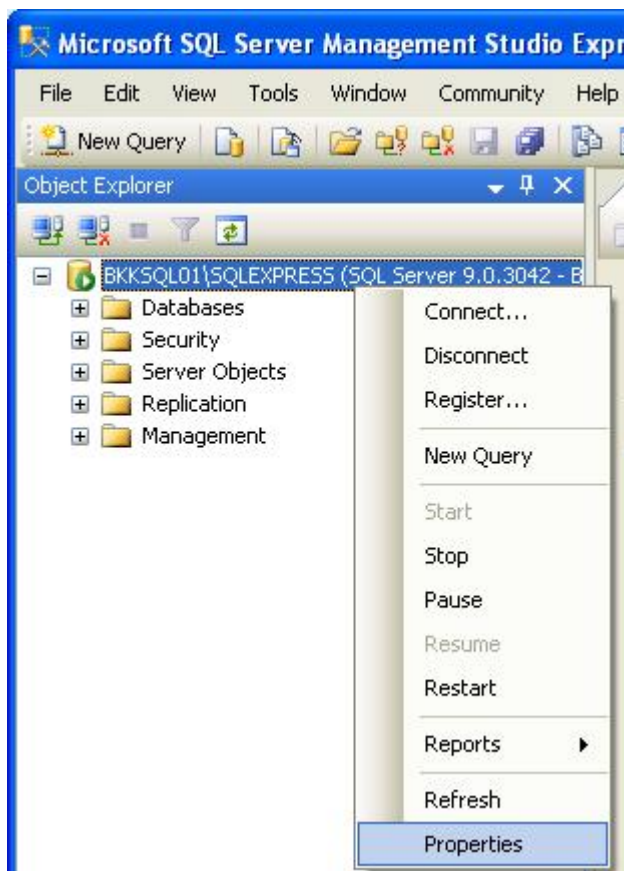 Microsoft SQL Server Management Studio Expr
File Edit View Tools Window Community Help
New Query
Object Explorer
BKKSQL01\SQLEXPRESS (SQL Server 9.0.3042 - B
Databases
Security
Server Objects
Replication
Management
Connect...
Disconnect
Register...
New Query
Start
Stop
Pause
Resume
Restart
Reports
Refresh
Properties